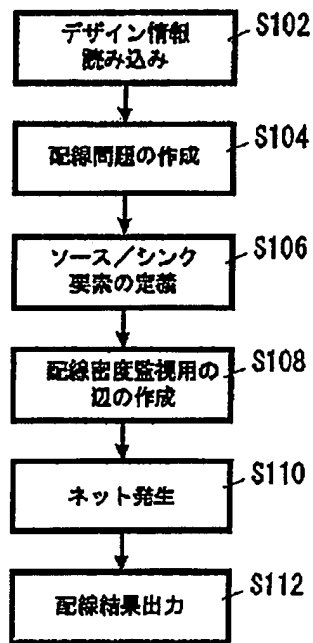 デザイン情報
読み込み
S102
配線問題の作成
S104
ソース/シンク
要素の定義
S106
配線密度監視用の
辺の作成
S108
ネット発生
S110
配線結果出力
S112